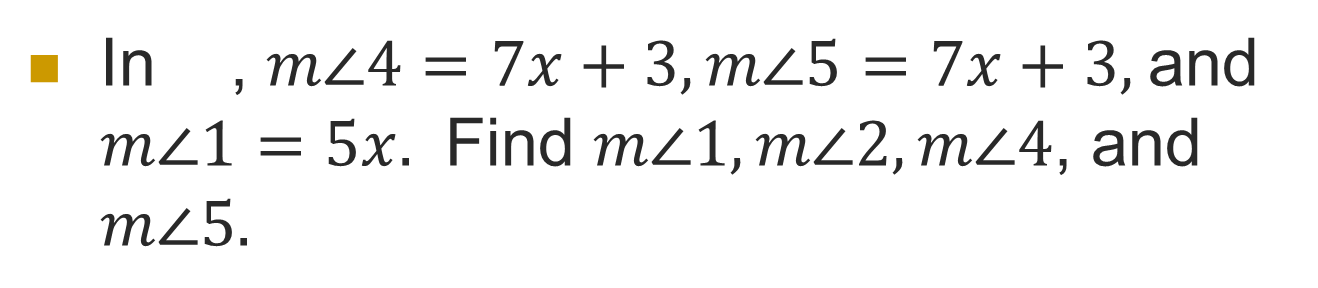 In , m∠4 = 7x + 3, m∠5 = 7x + 3, and
m∠1 = 5x. Find m∠1, m∠2, m∠4, and
m∠5.